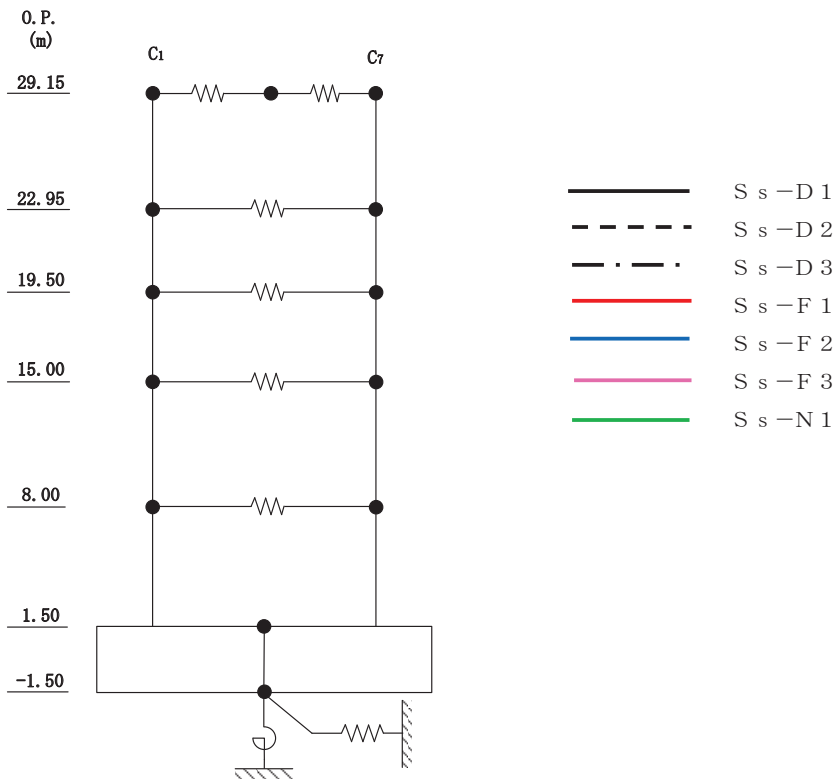 O.P.
(m)
C1
C7
29.15
22.95
19.50
15.00
8.00
1.50
-1.50
Ｓｓ－Ｄ１
Ｓｓ－Ｄ２
Ｓｓ－Ｄ３
Ｓｓ－Ｆ１
Ｓｓ－Ｆ２
Ｓｓ－Ｆ３
Ｓｓ－Ｎ１